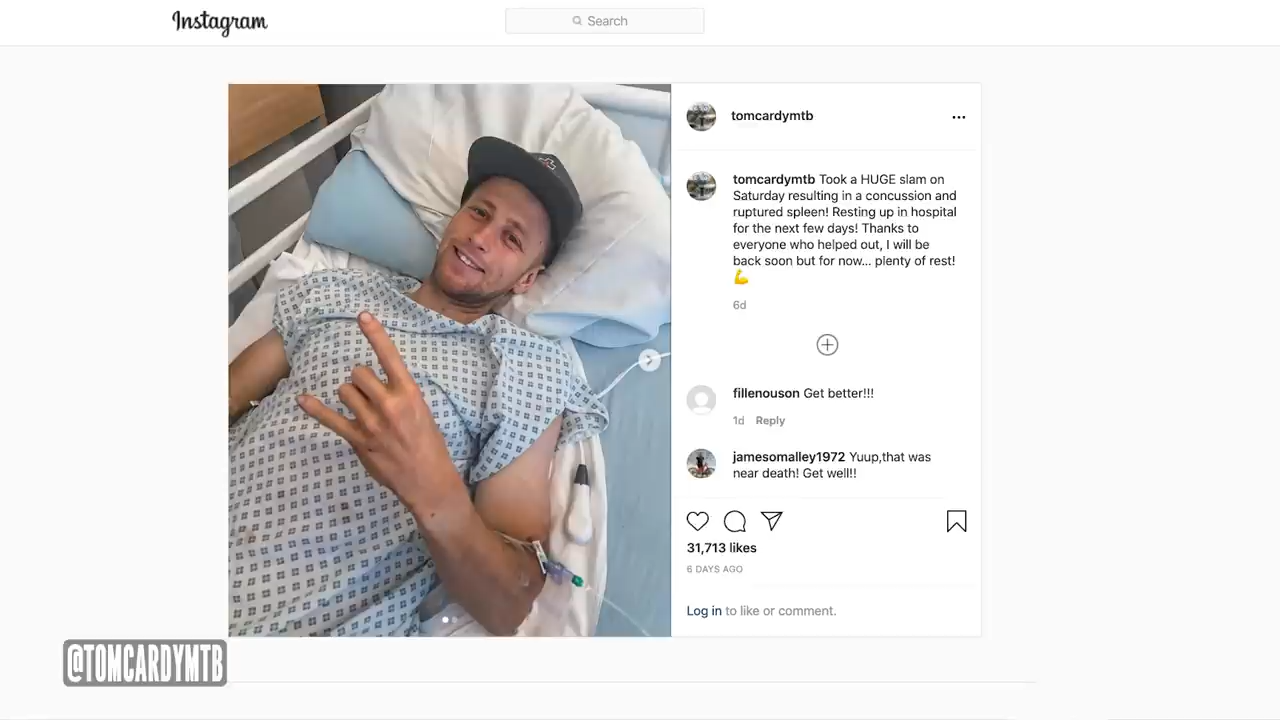 Instagram
Search
tomcardymtb
tomcardymtb Took a HUGE slam on
Saturday resulting in a concussion and
ruptured spleen! Resting up in hospital
for the next few days! Thanks to
everyone who helped out, I will be
back soon but for now... plenty of rest!
💪
6d
fillenouson Get better!!!
1d Reply
jamesomalley1972 Yuup,that was
near death! Get well!!
31,713 likes
6 DAYS AGO
Log in to like or comment.
@TOMCARDYMTB